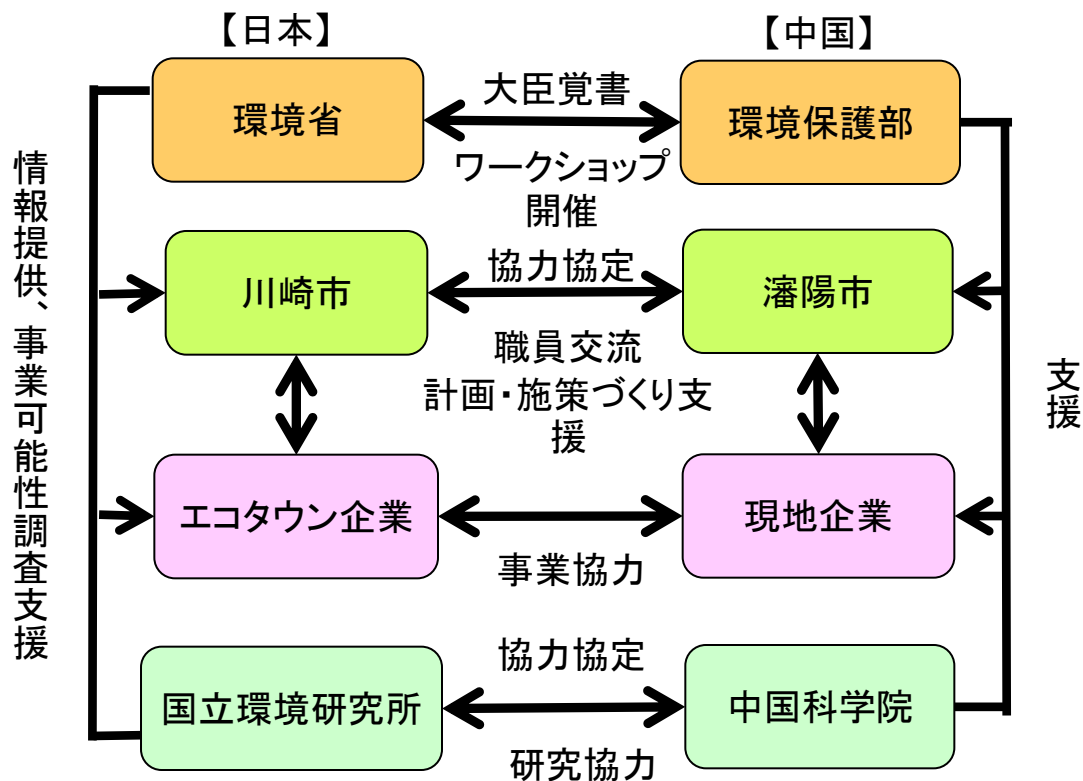 【日本】
【中国】
環境省
大臣覚書
環境保護部
ワークショップ
開催
川崎市
協力協定
瀋陽市
職員交流
計画・施策づくり支
援
エコタウン企業
現地企業
事業協力
協力協定
国立環境研究所
中国科学院
研究協力
情報提供、事業可能性調査支援
支援